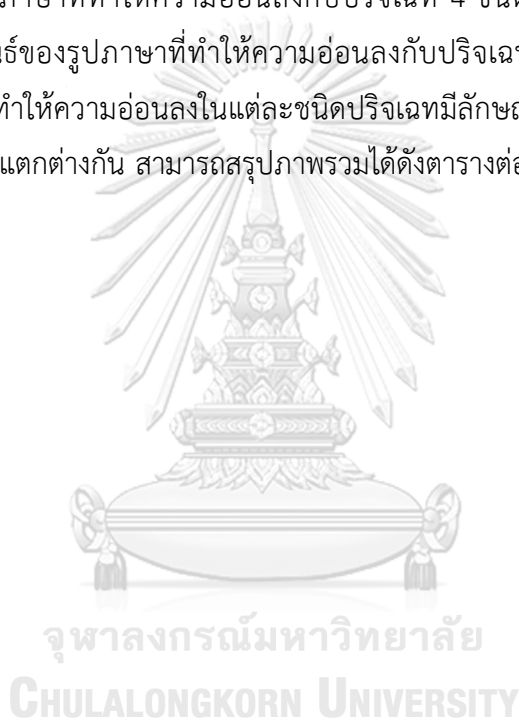 ภาษาที่ทำให้ความอ่อนลงกับปริจเฉท 4 ชนิด
ของรูปภาษาที่ทำให้ความอ่อนลงกับปริจเฉท
ทำให้ความอ่อนลงในแต่ละชนิดปริจเฉทมีลักษณ
แตกต่างกัน สามารถสรุปภาพรวมได้ดังตารางต่อ
จุฬาลงกรณ์มหาวิทยาลัย
CHULALONGKORN UNIVERSITY